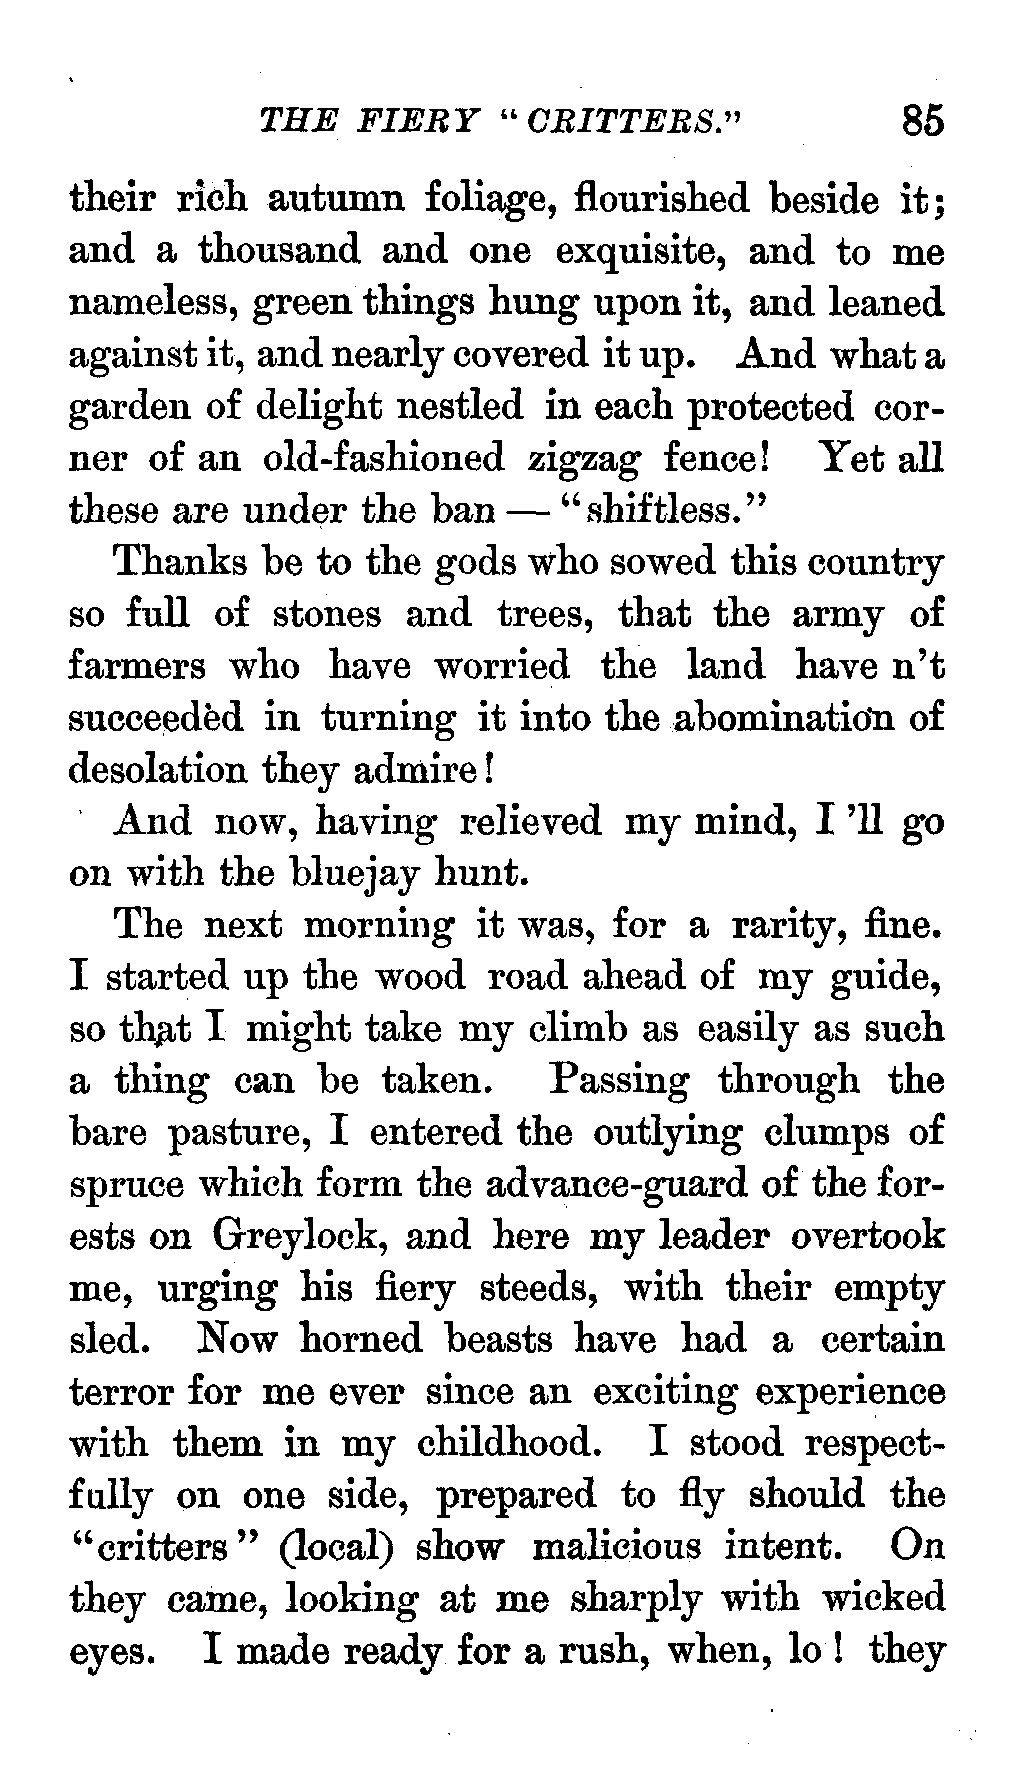 THE FIERY "CRITTERS." 85
their rich autumn foliage, flourished beside it;
and a thousand and one exquisite, and to me
nameless, green things hung upon it, and leaned
against it, and nearly covered it up. And what a
garden of delight nestled in each protected cor-
ner of an old-fashioned zigzag fence! Yet all
these are under the ban — "shiftless."
Thanks be to the gods who sowed this country
so full of stones and trees, that the army of
farmers who have worried the land have n't
succeeded in turning it into the abomination of
desolation they admire!
And now, having relieved my mind, I 'll go
on with the bluejay hunt.
The next morning it was, for a rarity, fine.
I started up the wood road ahead of my guide,
so that I might take my climb as easily as such
a thing can be taken. Passing through the
bare pasture, I entered the outlying clumps of
spruce which form the advance-guard of the for-
ests on Greylock, and here my leader overtook
me, urging his fiery steeds, with their empty
sled. Now horned beasts have had a certain
terror for me ever since an exciting experience
with them in my childhood. I stood respect-
fully on one side, prepared to fly should the
"critters" (local) show malicious intent. On
they came, looking at me sharply with wicked
eyes. I made ready for a rush, when, lo! they